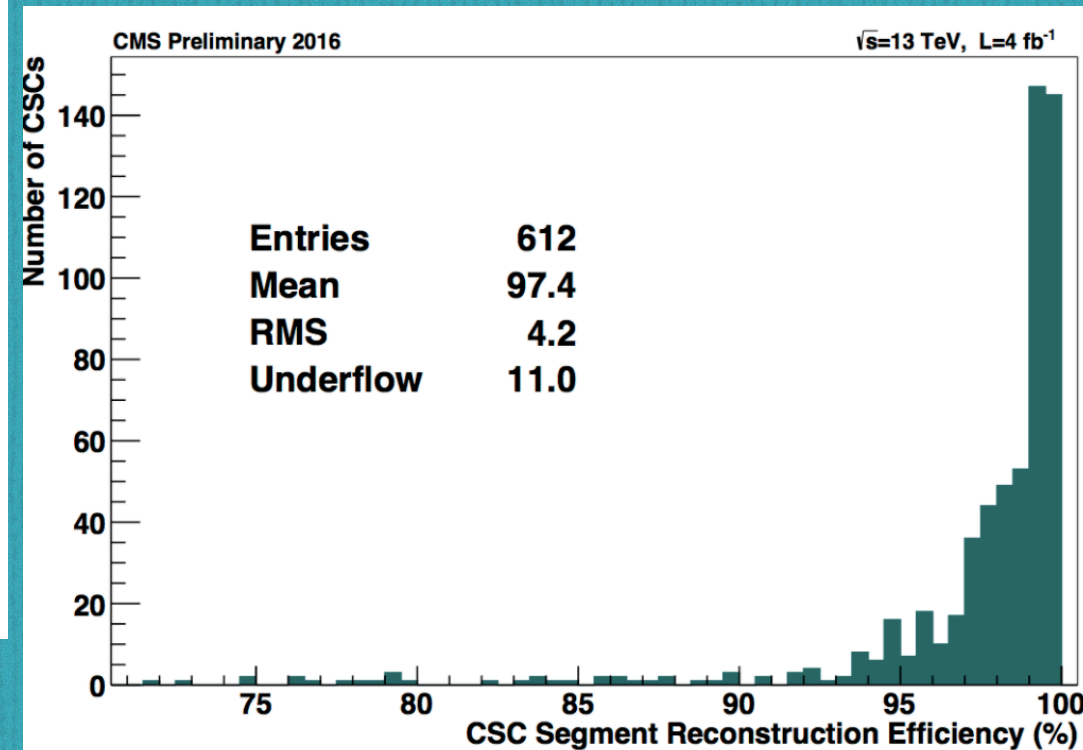 CMS Preliminary 2016
√s=13 TeV, L=4 fb⁻¹
Number of CSCs
140
120
100
80
60
40
20
0
Entries 612
Mean 97.4
RMS 4.2
Underflow 11.0
75 80 85 90 95 100
CSC Segment Reconstruction Efficiency (%)